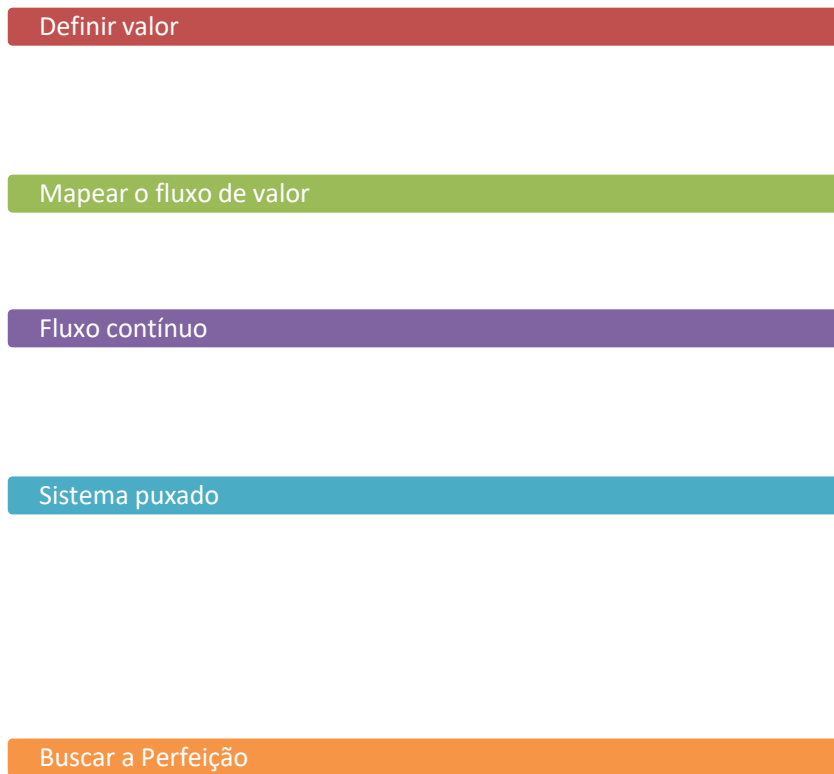 Definir valor
Mapear o fluxo de valor
Fluxo contínuo
Sistema puxado
Buscar a Perfeição